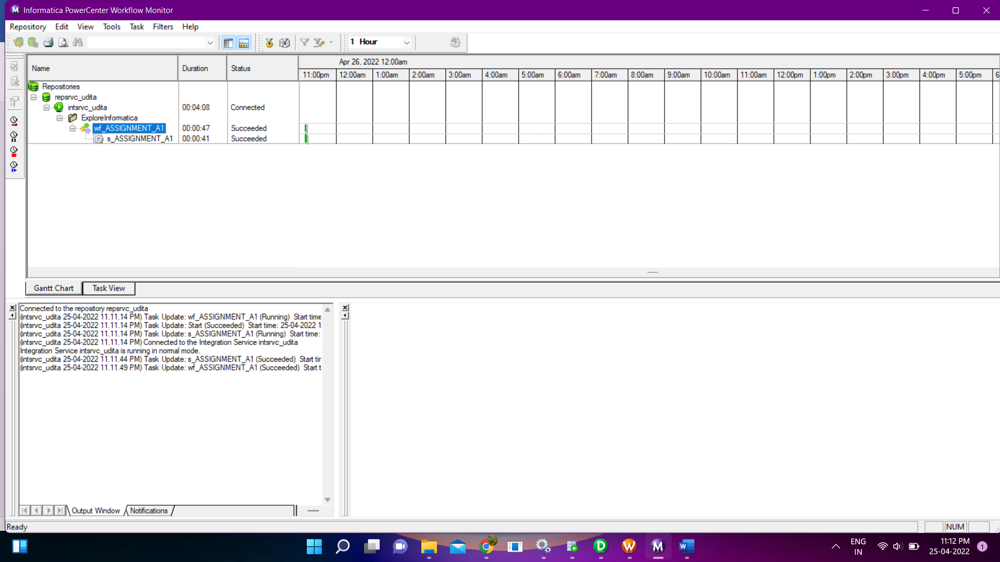 Informatica PowerCenter Workflow Monitor
Repository Edit View Tools Task Filters Help
1 Hour
Name Duration Status
Apr 26, 2022 12:00am
11:00pm 12:00am 1:00am 2:00am 3:00am 4:00am 5:00am 6:00am 7:00am 8:00am 9:00am 10:00am 11:00am 12:00pm 1:00pm 2:00pm 3:00pm 4:00pm 5:00pm 6
Repositories
repsrvc_udita
intsrvc_udita 00:04:08 Connected
ExploreInformatica
wf_ASSIGNMENT_A1 00:00:47 Succeeded
s_ASSIGNMENT_A1 00:00:41 Succeeded
Gantt Chart Task View
Connected to the repository repsrvc_udita
(intsrvc_udita 25-04-2022 11.11.14 PM) Task Update: wf_ASSIGNMENT_A1 (Running) Start time
(intsrvc_udita 25-04-2022 11.11.14 PM) Task Update: Start (Succeeded) Start time: 25-04-2022 1
(intsrvc_udita 25-04-2022 11.11.14 PM) Task Update: s_ASSIGNMENT_A1 (Running) Start time:
(intsrvc_udita 25-04-2022 11.11.14 PM) Connected to the Integration Service intsrvc_udita
Integration Service intsrvc_udita is running in normal mode.
(intsrvc_udita 25-04-2022 11.11.44 PM) Task Update: s_ASSIGNMENT_A1 (Succeeded) Start tir
(intsrvc_udita 25-04-2022 11.11.49 PM) Task Update: wf_ASSIGNMENT_A1 (Succeeded) Start t
Output Window Notifications
Ready
NUM
ENG
IN
11:12 PM
25-04-2022
1